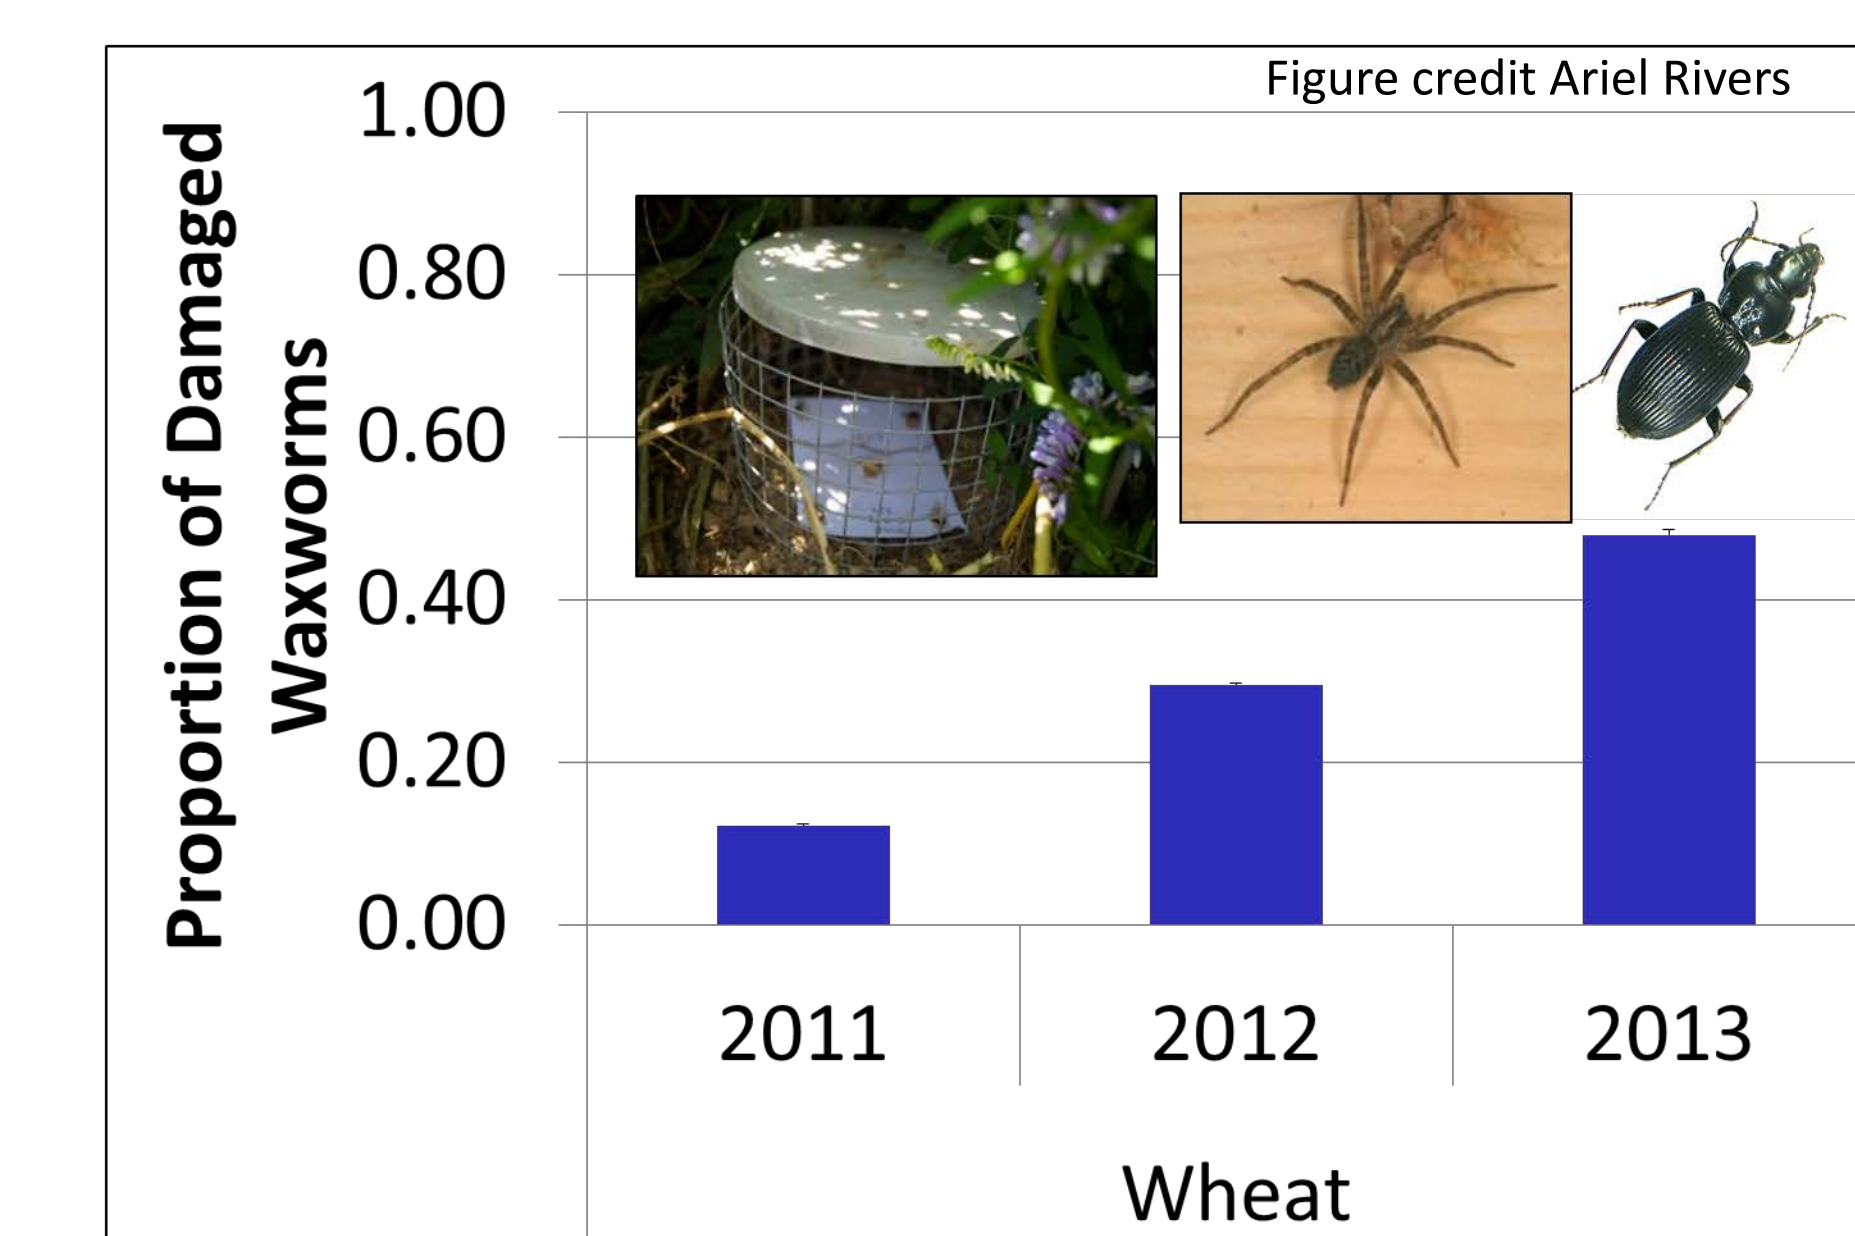 Figure credit Ariel Rivers
Proportion of Damaged
Waxworms
1.00
0.80
0.60
0.40
0.20
0.00
2011
2012
2013
Wheat